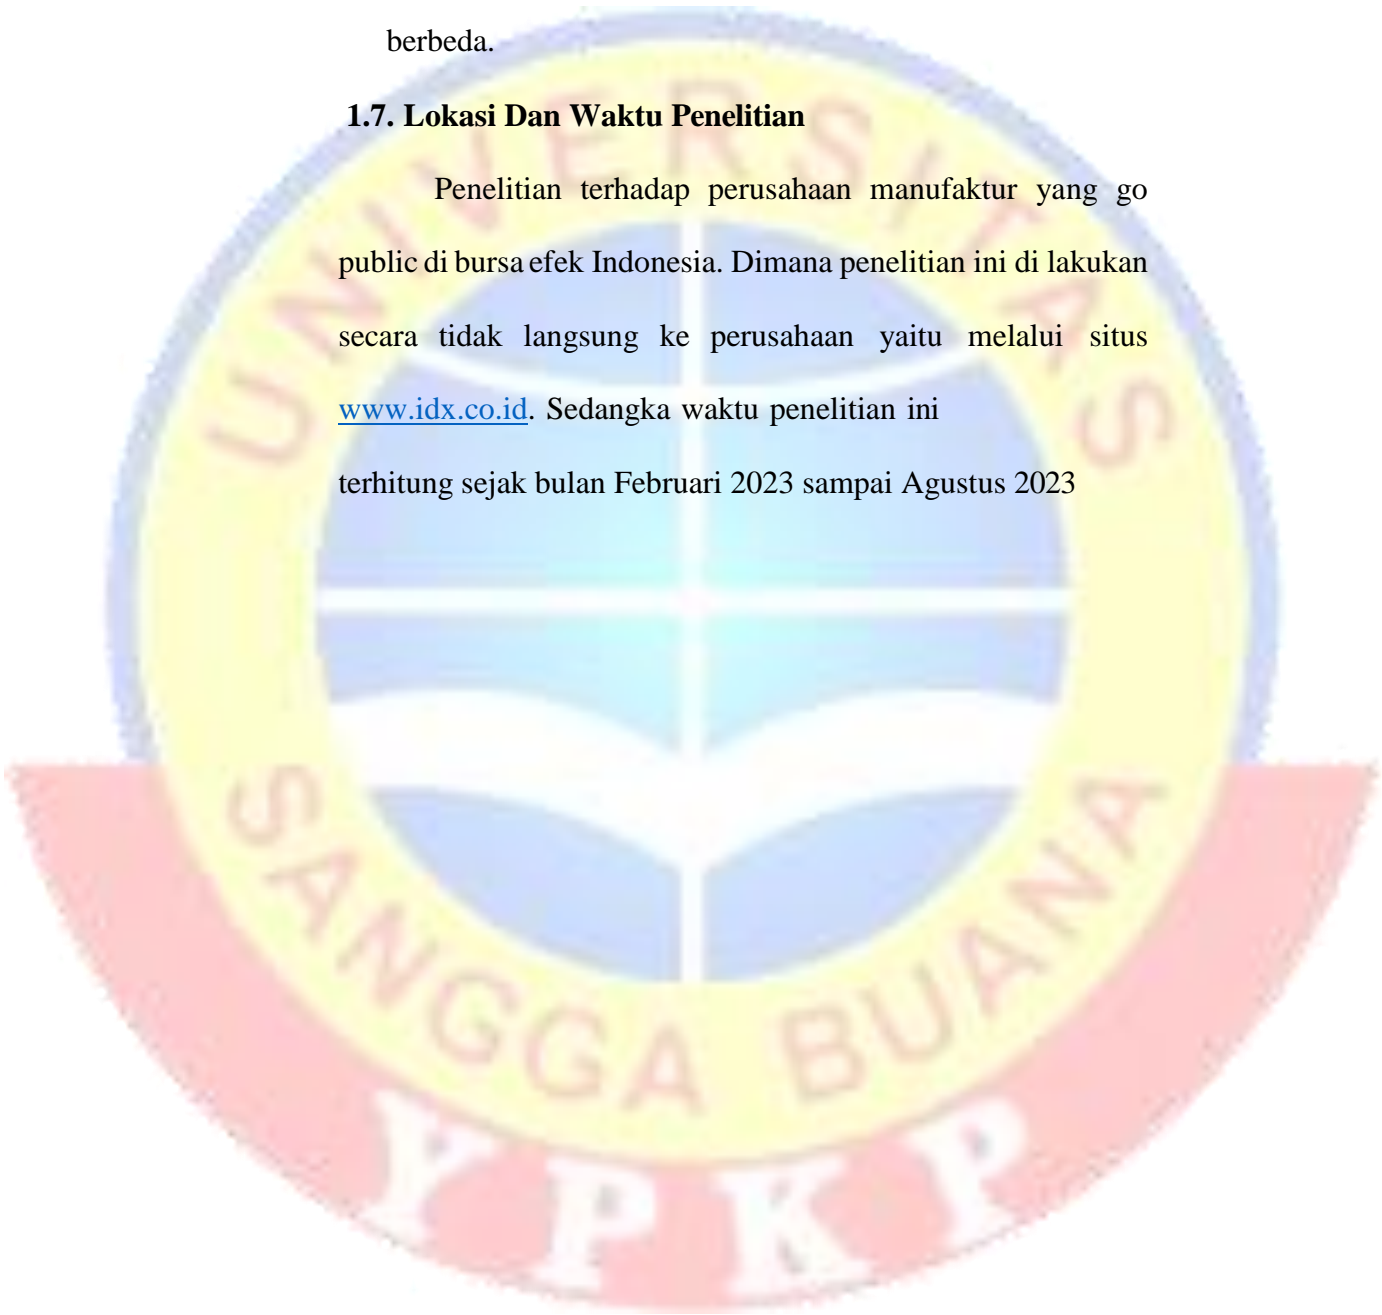 berbeda.
1.7. Lokasi Dan Waktu Penelitian
Penelitian terhadap perusahaan manufaktur yang go
public di bursa efek Indonesia. Dimana penelitian ini di lakukan
secara tidak langsung ke perusahaan yaitu melalui situs
www.idx.co.id. Sedangka waktu penelitian ini
terhitung sejak bulan Februari 2023 sampai Agustus 2023
UNIVERSITAS
SANGGA BUANA
YPKP